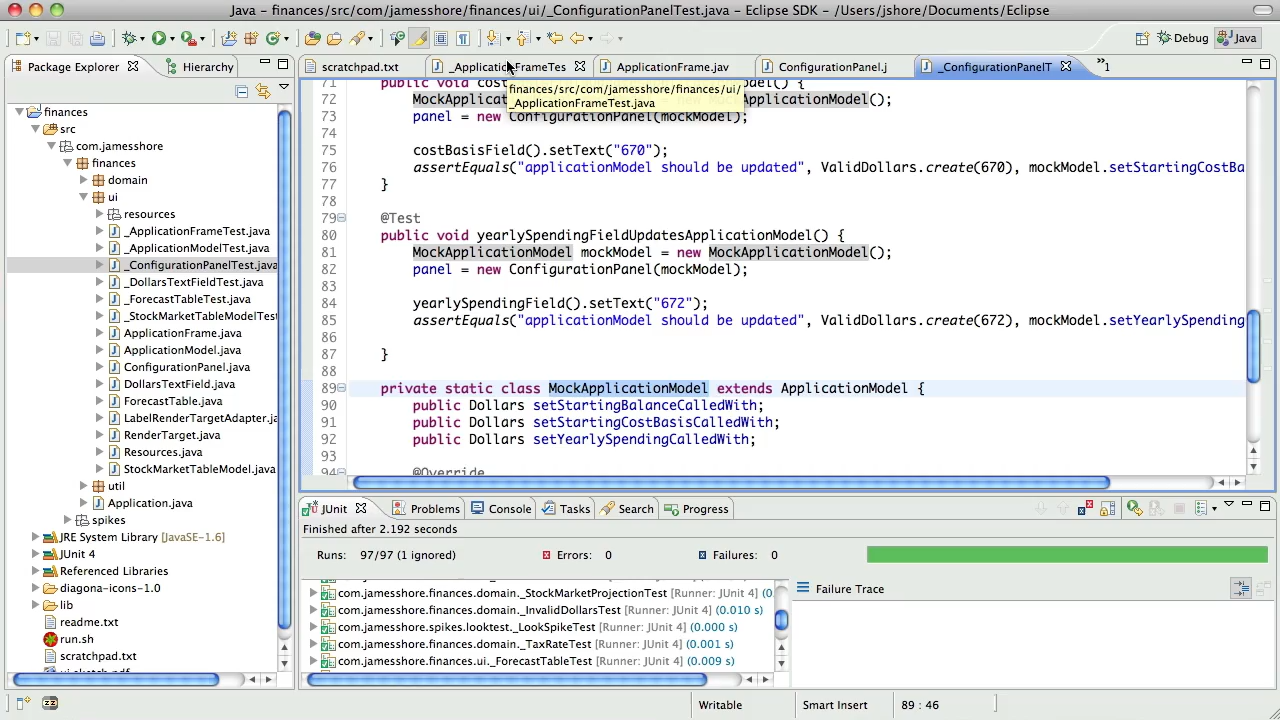 Java – finances/src/com/jamesshore/finances/ui/_ConfigurationPanelTest.java – Eclipse SDK – /Users/jshore/Documents/Eclipse
Debug
Java
Package Explorer
Hierarchy
scratchpad.txt
_ApplicationFrameTes
ApplicationFrame.jav
ConfigurationPanel.j
_ConfigurationPanelT
»1
finances/src/com/jamesshore/finances/ui/
_ApplicationFrameTest.java
finances
src
com.jamesshore
finances
domain
ui
resources
_ApplicationFrameTest.java
_ApplicationModelTest.java
_ConfigurationPanelTest.java
_DollarsTextFieldTest.java
_ForecastTableTest.java
_StockMarketTableModelTest
ApplicationFrame.java
ApplicationModel.java
ConfigurationPanel.java
DollarsTextField.java
ForecastTable.java
LabelRenderTargetAdapter.ja
RenderTarget.java
Resources.java
StockMarketTableModel.java
util
Application.java
spikes
JRE System Library [JavaSE-1.6]
JUnit 4
Referenced Libraries
diagona-icons-1.0
lib
readme.txt
run.sh
scratchpad.txt
ui sketch.pdf
71 public void cos
72 MockApplicat
ApplicationModel();
73 panel = new ConfigurationPanel(mockModel);
74
75 costBasisField().setText("670");
76 assertEquals("applicationModel should be updated", ValidDollars.create(670), mockModel.setStartingCostBa
77 }
78
79 @Test
80 public void yearlySpendingFieldUpdatesApplicationModel() {
81 MockApplicationModel mockModel = new MockApplicationModel();
82 panel = new ConfigurationPanel(mockModel);
83
84 yearlySpendingField().setText("672");
85 assertEquals("applicationModel should be updated", ValidDollars.create(672), mockModel.setYearlySpending
86
87 }
88
89 private static class MockApplicationModel extends ApplicationModel {
90 public Dollars setStartingBalanceCalledWith;
91 public Dollars setStartingCostBasisCalledWith;
92 public Dollars setYearlySpendingCalledWith;
93
94 @Override
JUnit
Problems
Console
Tasks
Search
Progress
Finished after 2.192 seconds
Runs: 97/97 (1 ignored)
Errors: 0
Failures: 0
com.jamesshore.finances.domain._StockMarketProjectionTest [Runner: JUnit 4] (0
com.jamesshore.finances.domain._InvalidDollarsTest [Runner: JUnit 4] (0.010 s)
com.jamesshore.spikes.looktest._LookSpikeTest [Runner: JUnit 4] (0.000 s)
com.jamesshore.finances.domain._TaxRateTest [Runner: JUnit 4] (0.001 s)
com.jamesshore.finances.ui._ForecastTableTest [Runner: JUnit 4] (0.009 s)
Failure Trace
Writable
Smart Insert
89 : 46